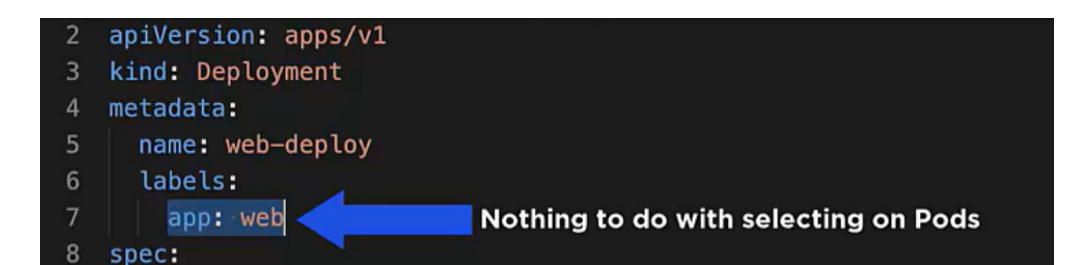 2 apiVersion: apps/v1
3 kind: Deployment
4 metadata:
5 name: web-deploy
6 labels:
7 app: web Nothing to do with selecting on Pods
8 spec: